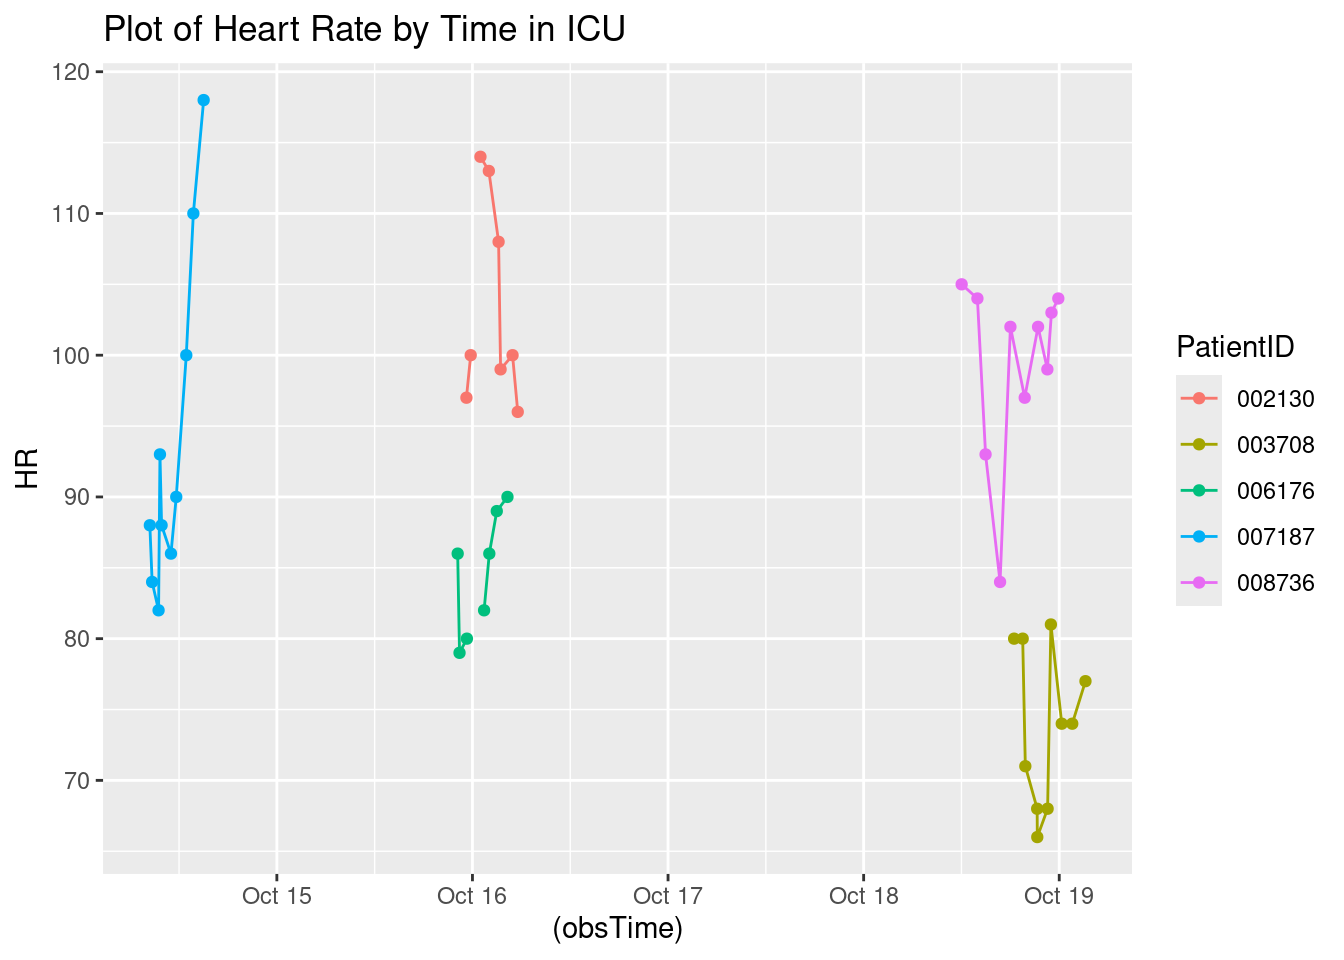 Plot of Heart Rate by Time in ICU
120
110
100
90
80
70
HR
Oct 15
Oct 16
Oct 17
Oct 18
Oct 19
(obsTime)
PatientID
002130
003708
006176
007187
008736